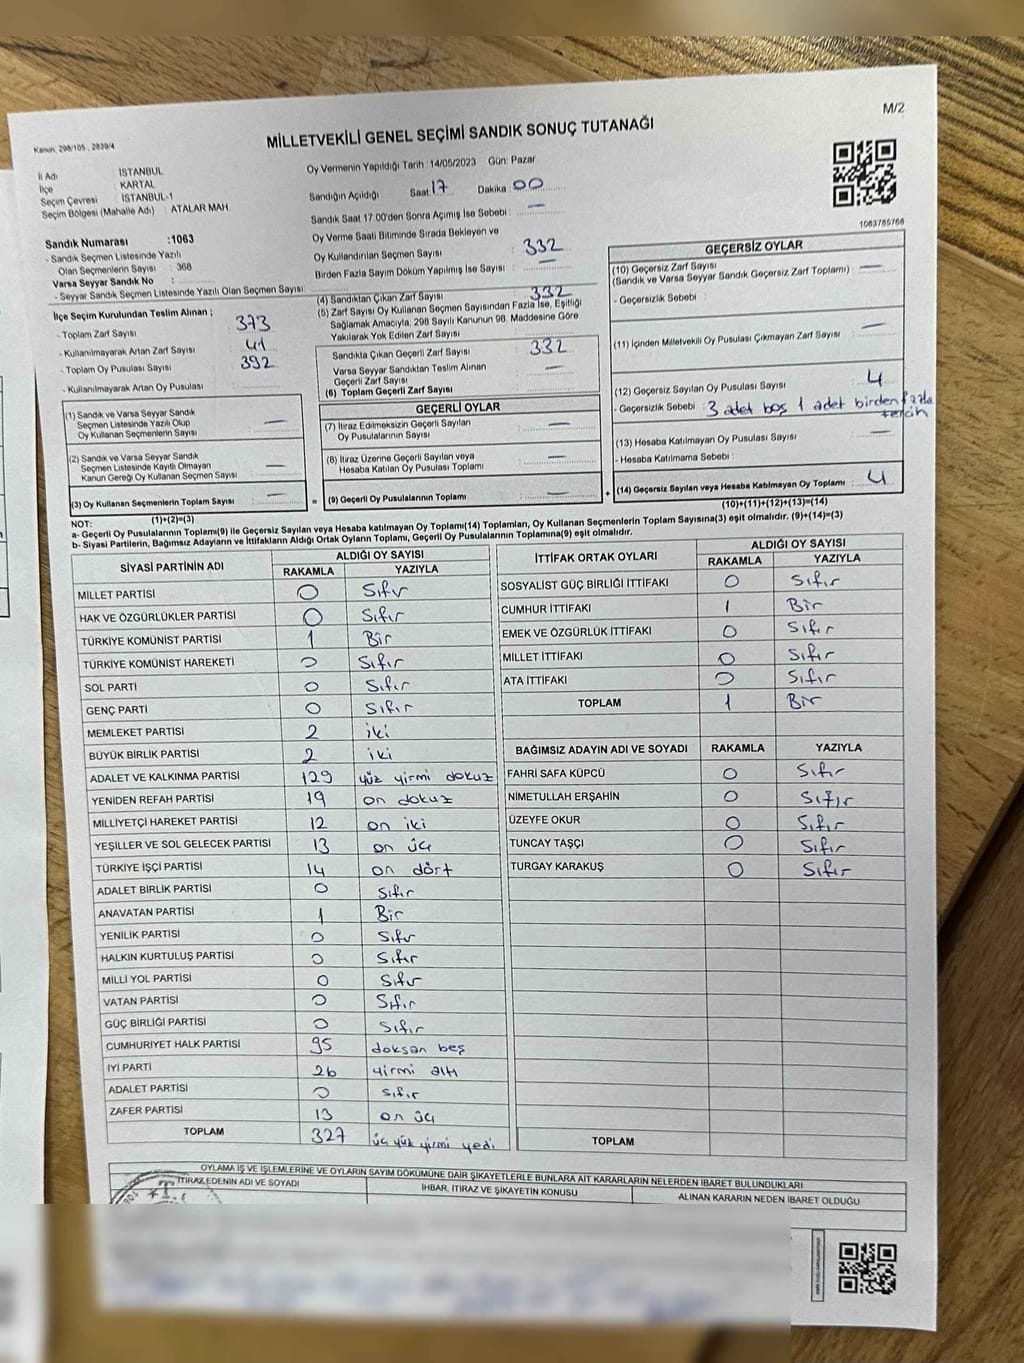 M/2
Kanun, 298/105 , 2839/4
MİLLETVEKİLİ GENEL SEÇİMİ SANDIK SONUÇ TUTANAĞI
İl Adı : İSTANBUL
İlçe : KARTAL
Seçim Çevresi : İSTANBUL-1
Seçim Bölgesi (Mahalle Adı) : ATALAR MAH.
Sandık Numarası :1063
- Sandık Seçmen Listesinde Yazılı
Olan Seçmenlerin Sayısı : 368
Varsa Seyyar Sandık No :
- Seyyar Sandık Seçmen Listesinde Yazılı Olan Seçmen Sayısı:
İlçe Seçim Kurulundan Teslim Alınan ;
- Toplam Zarf Sayısı : 373
- Kullanılmayarak Artan Zarf Sayısı : 41
- Toplam Oy Pusulası Sayısı : 392
- Kullanılmayarak Artan Oy Pusulası :
Oy Vermenin Yapıldığı Tarih :14/05/2023 Gün: Pazar
Sandığın Açıldığı Saat: 17 Dakika: 00
Sandık Saat 17:00'den Sonra Açımış İse Sebebi : —
Oy Verme Saati Bitiminde Sırada Bekleyen ve
Oy Kullandırılan Seçmen Sayısı : 332
Birden Fazla Sayım Döküm Yapılmış İse Sayısı : —
(4) Sandıktan Çıkan Zarf Sayısı : 332
(5) Zarf Sayısı Oy Kullanan Seçmen Sayısından Fazla İse, Eşitliği
Sağlamak Amacıyla, 298 Sayılı Kanunun 98. Maddesine Göre
Yakılarak Yok Edilen Zarf Sayısı :
Sandıkta Çıkan Geçerli Zarf Sayısı : 332
Varsa Seyyar Sandıktan Teslim Alınan
Geçerli Zarf Sayısı : —
(6) Toplam Geçerli Zarf Sayısı :
1063765766
GEÇERSİZ OYLAR
(10) Geçersiz Zarf Sayısı
(Sandık ve Varsa Seyyar Sandık Geçersiz Zarf Toplamı) : —
- Geçersizlik Sebebi :
(11) İçinden Milletvekili Oy Pusulası Çıkmayan Zarf Sayısı : —
(12) Geçersiz Sayılan Oy Pusulası Sayısı : 4
- Geçersizlik Sebebi : 3 adet boş 1 adet birden fazla
tercih
(13) Hesaba Katılmayan Oy Pusulası Sayısı : —
- Hesaba Katılmama Sebebi :
(14) Geçersiz Sayılan veya Hesaba Katılmayan Oy Toplamı : 4
(10)+(11)+(12)+(13)=(14)
(1) Sandık ve Varsa Seyyar Sandık
Seçmen Listesinde Yazılı Olup
Oy Kullanan Seçmenlerin Sayısı : —
(2) Sandık ve Varsa Seyyar Sandık
Seçmen Listesinde Kayıtlı Olmayan
Kanun Gereği Oy Kullanan Seçmen Sayısı : —
(3) Oy Kullanan Seçmenlerin Toplam Sayısı : —
(1)+(2)=(3)
=
GEÇERLİ OYLAR
(7) İtiraz Edilmeksizin Geçerli Sayılan
Oy Pusulalarının Sayısı : —
(8) İtiraz Üzerine Geçerli Sayılan veya
Hesaba Katılan Oy Pusulası Toplamı : —
(9) Geçerli Oy Pusulalarının Toplamı : —
+
NOT:
a- Geçerli Oy Pusulalarının Toplamı(9) ile Geçersiz Sayılan veya Hesaba katılmayan Oy Toplamı(14) Toplamları, Oy Kullanan Seçmenlerin Toplam Sayısına(3) eşit olmalıdır. (9)+(14)=(3)
b- Siyasi Partilerin, Bağımsız Adayların ve İttifakların Aldığı Ortak Oyların Toplamı, Geçerli Oy Pusulalarının Toplamına(9) eşit olmalıdır.
SİYASİ PARTİNİN ADI ALDIĞI OY SAYISI
RAKAMLA YAZIYLA
MİLLET PARTİSİ 0 Sıfır
HAK VE ÖZGÜRLÜKLER PARTİSİ 0 Sıfır
TÜRKİYE KOMÜNİST PARTİSİ 1 Bir
TÜRKİYE KOMÜNİST HAREKETİ 0 Sıfır
SOL PARTİ 0 Sıfır
GENÇ PARTİ 0 Sıfır
MEMLEKET PARTİSİ 2 iki
BÜYÜK BİRLİK PARTİSİ 2 iki
ADALET VE KALKINMA PARTİSİ 129 yüz yirmi dokuz
YENİDEN REFAH PARTİSİ 19 on dokuz
MİLLİYETÇİ HAREKET PARTİSİ 12 on iki
YEŞİLLER VE SOL GELECEK PARTİSİ 13 on üç
TÜRKİYE İŞÇİ PARTİSİ 14 on dört
ADALET BİRLİK PARTİSİ 0 Sıfır
ANAVATAN PARTİSİ 1 Bir
YENİLİK PARTİSİ 0 Sıfır
HALKIN KURTULUŞ PARTİSİ 0 Sıfır
MİLLİ YOL PARTİSİ 0 Sıfır
VATAN PARTİSİ 0 Sıfır
GÜÇ BİRLİĞİ PARTİSİ 0 Sıfır
CUMHURİYET HALK PARTİSİ 95 doksan beş
İYİ PARTİ 26 yirmi altı
ADALET PARTİSİ 0 sıfır
ZAFER PARTİSİ 13 on üç
TOPLAM 327 üç yüz yirmi yedi
İTTİFAK ORTAK OYLARI ALDIĞI OY SAYISI
RAKAMLA YAZIYLA
SOSYALİST GÜÇ BİRLİĞİ İTTİFAKI 0 Sıfır
CUMHUR İTTİFAKI 1 Bir
EMEK VE ÖZGÜRLÜK İTTİFAKI 0 Sıfır
MİLLET İTTİFAKI 0 Sıfır
ATA İTTİFAKI 0 Sıfır
TOPLAM 1 Bir
BAĞIMSIZ ADAYIN ADI VE SOYADI RAKAMLA YAZIYLA
FAHRİ SAFA KÜPCÜ 0 Sıfır
NİMETULLAH ERŞAHİN 0 Sıfır
ÜZEYFE OKUR 0 Sıfır
TUNCAY TAŞÇI 0 Sıfır
TURGAY KARAKUŞ 0 Sıfır
TOPLAM
OYLAMA İŞ VE İŞLEMLERİNE VE OYLARIN SAYIM DÖKÜMÜNE DAİR ŞİKAYETLERLE BUNLARA AİT KARARLARIN NELERDEN İBARET BULUNDUKLARI
İTİRAZ EDENİN ADI VE SOYADI İHBAR, İTİRAZ VE ŞİKAYETİN KONUSU ALINAN KARARIN NEDEN İBARET OLDUĞU